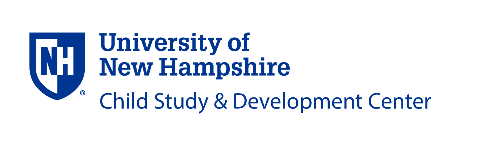 NH
®
University of
New Hampshire
Child Study & Development Center